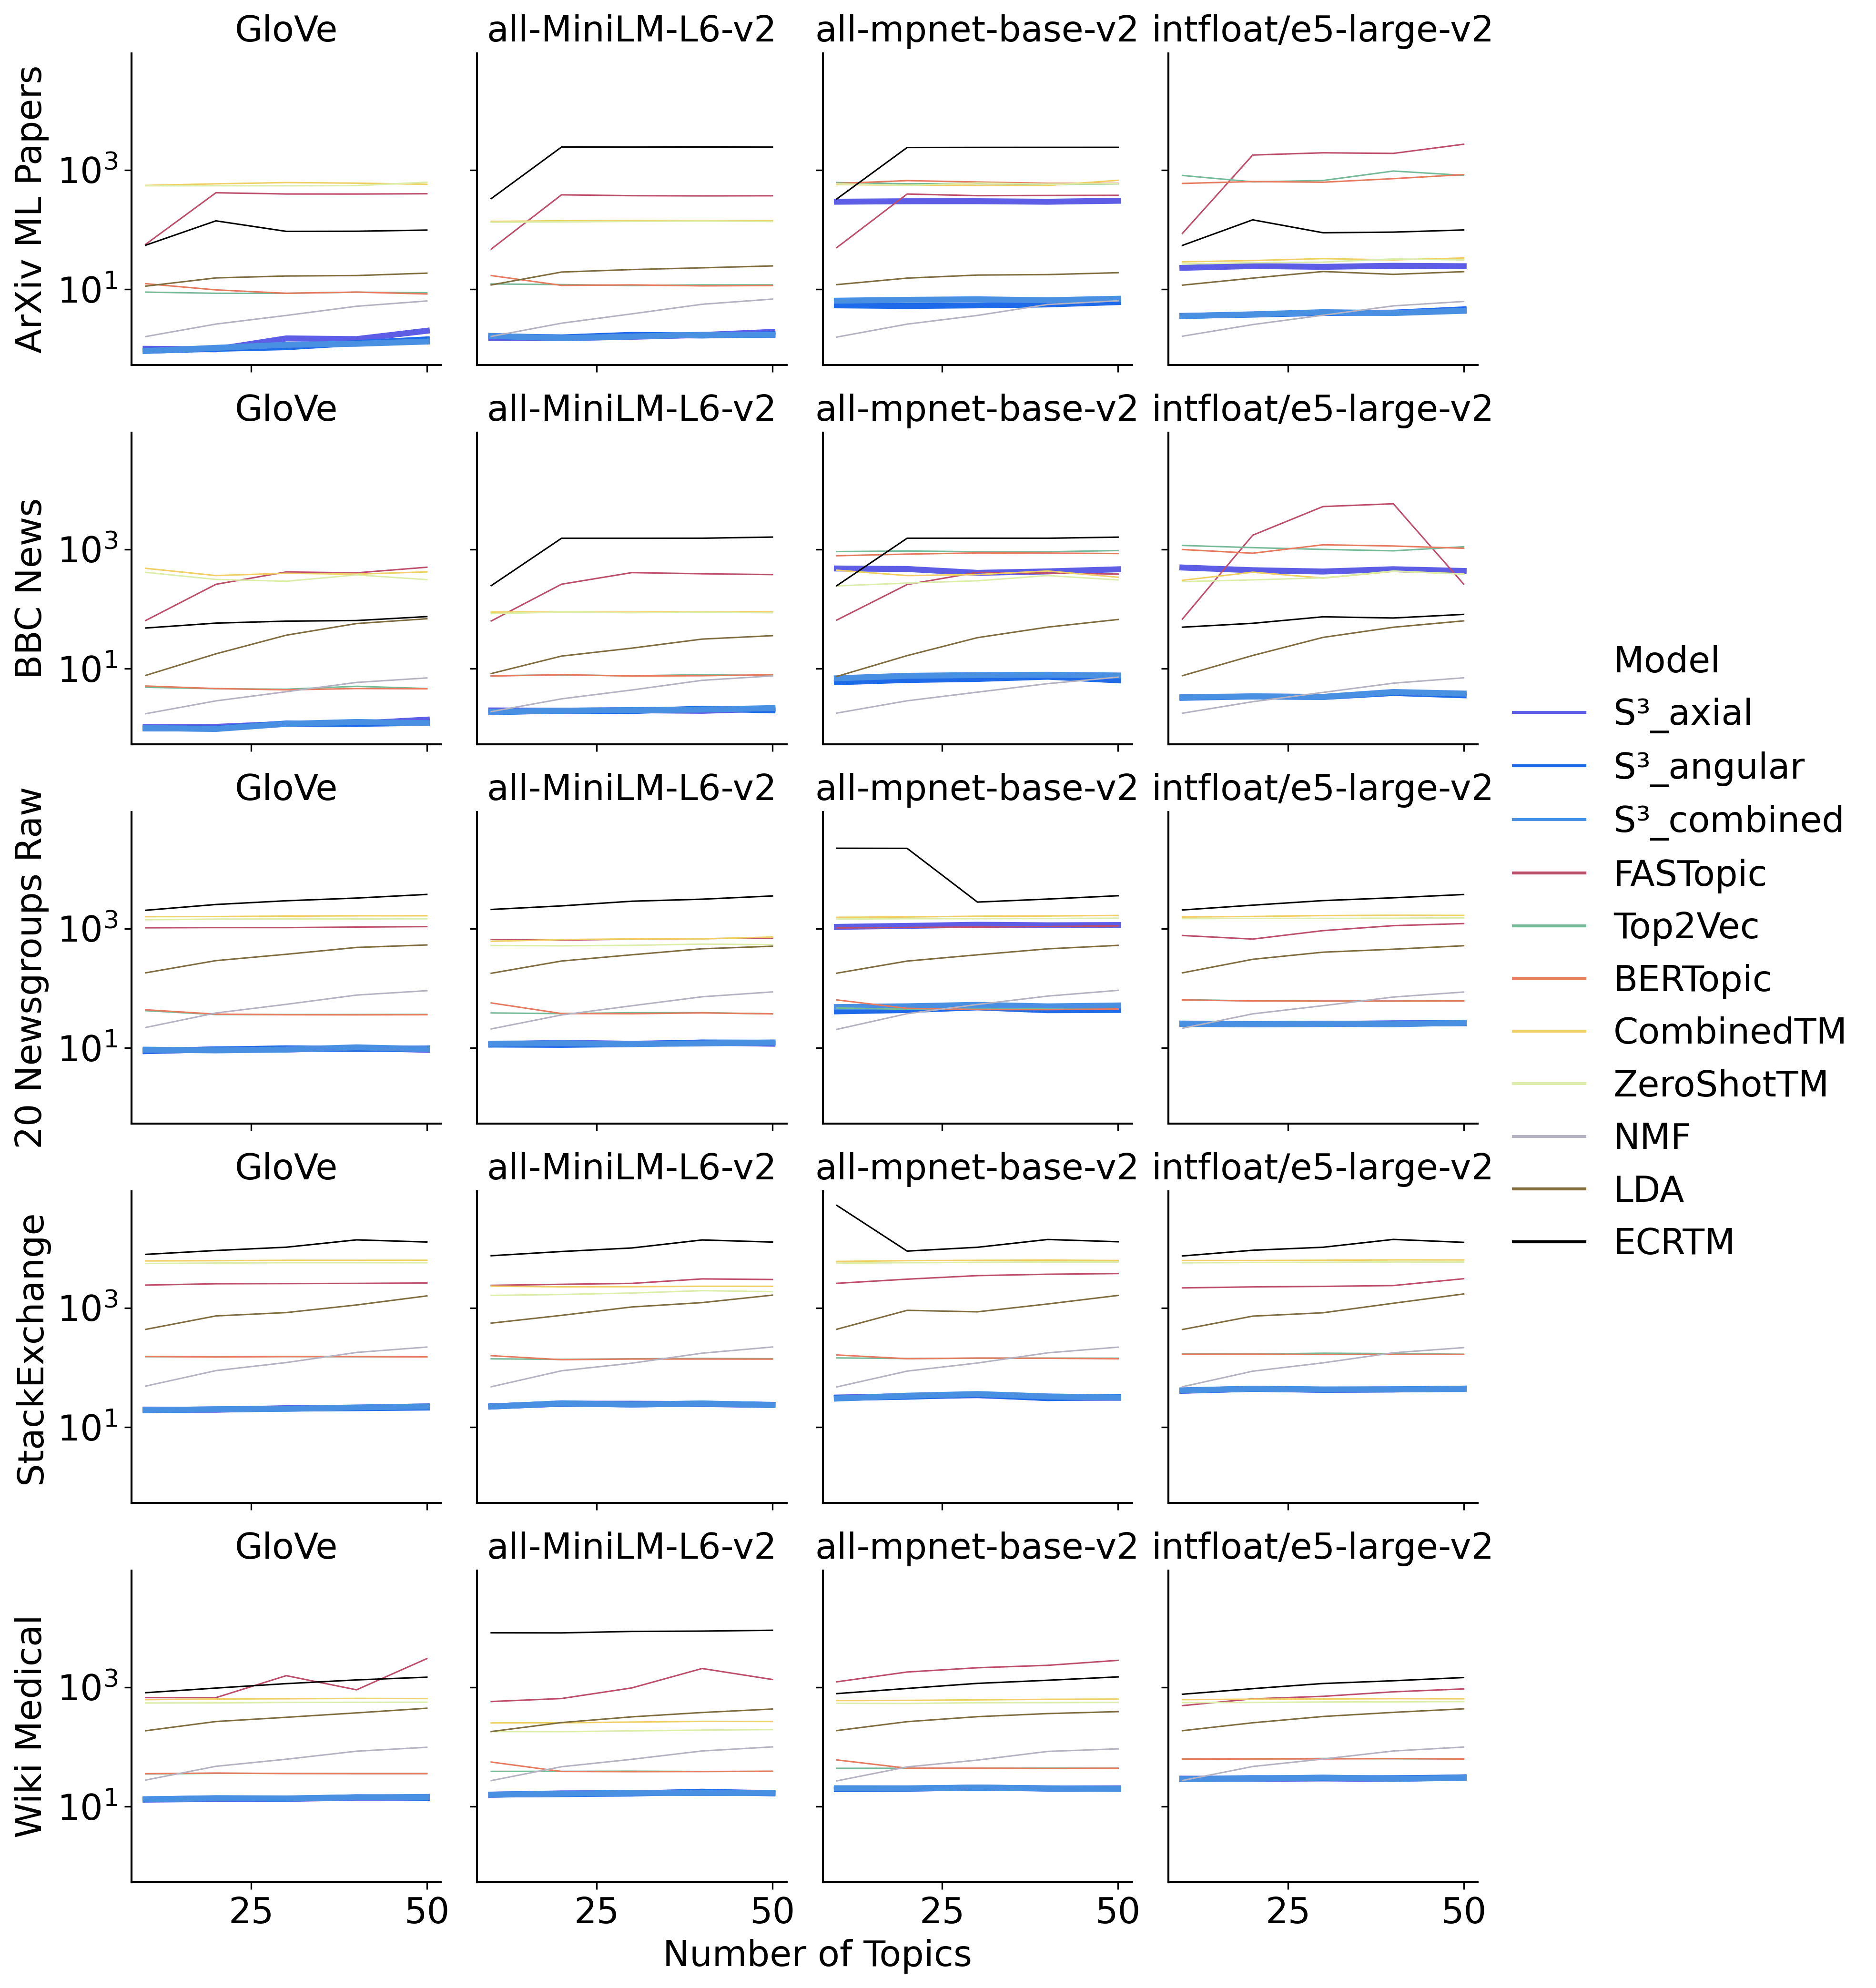 GloVe all-MiniLM-L6-v2 all-mpnet-base-v2 intfloat/e5-large-v2
ArXiv ML Papers
10³
10¹
GloVe all-MiniLM-L6-v2 all-mpnet-base-v2 intfloat/e5-large-v2
BBC News
10³
10¹
GloVe all-MiniLM-L6-v2 all-mpnet-base-v2 intfloat/e5-large-v2
20 Newsgroups Raw
10³
10¹
GloVe all-MiniLM-L6-v2 all-mpnet-base-v2 intfloat/e5-large-v2
StackExchange
10³
10¹
GloVe all-MiniLM-L6-v2 all-mpnet-base-v2 intfloat/e5-large-v2
Wiki Medical
10³
10¹
25 50 25 50 25 50 25 50
Number of Topics
Model
S³_axial
S³_angular
S³_combined
FASTopic
Top2Vec
BERTopic
CombinedTM
ZeroShotTM
NMF
LDA
ECRTM